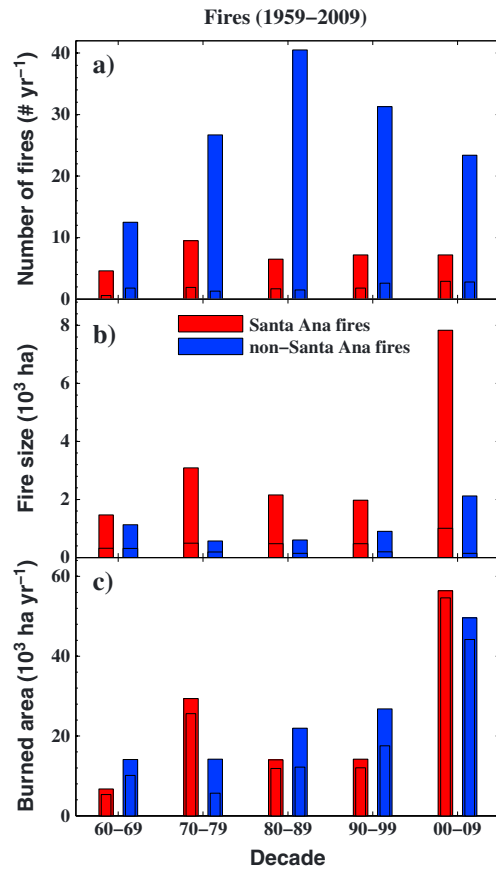 Fires (1959−2009)
a)
Number of fires (# yr⁻¹)
40
30
20
10
0
b)
Santa Ana fires
non−Santa Ana fires
Fire size (10³ ha)
8
6
4
2
0
c)
Burned area (10³ ha yr⁻¹)
60
40
20
0
60−69 70−79 80−89 90−99 00−09
Decade